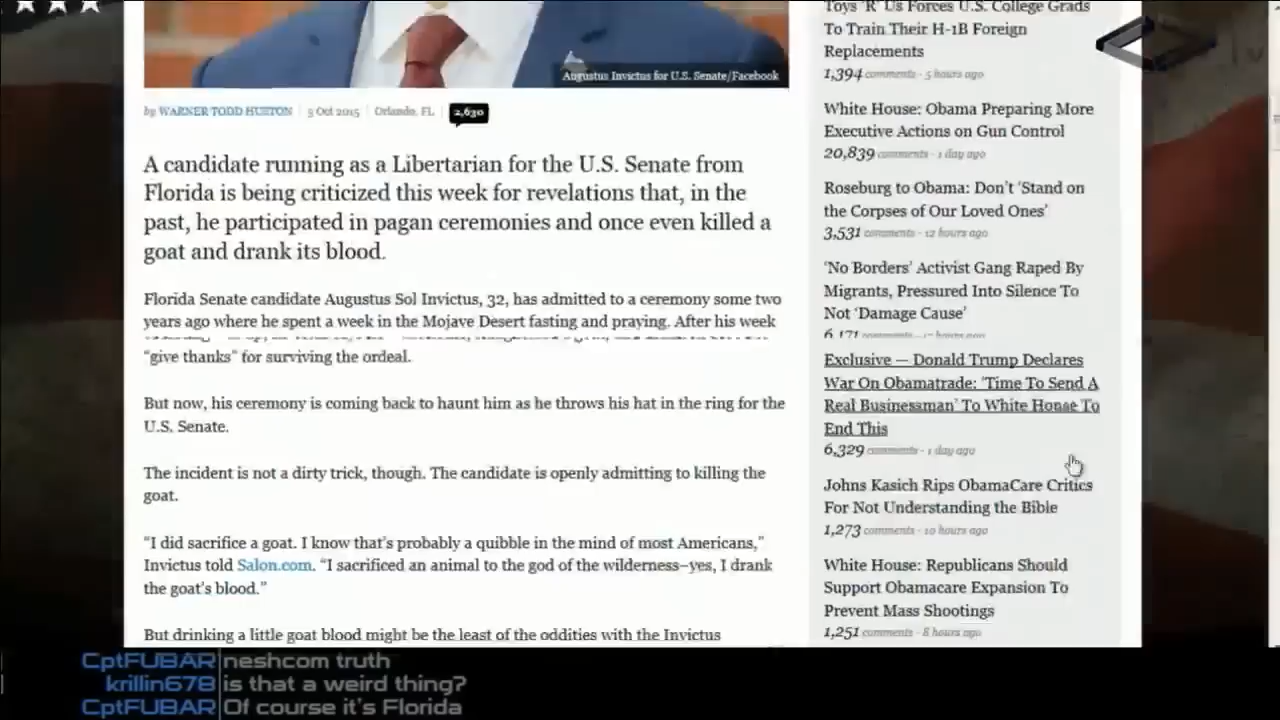 Augustus Invictus for U.S. Senate/Facebook
by WARNER TODD HUSTON 3 Oct 2015 Orlando, FL 2,630
A candidate running as a Libertarian for the U.S. Senate from
Florida is being criticized this week for revelations that, in the
past, he participated in pagan ceremonies and once even killed a
goat and drank its blood.
Florida Senate candidate Augustus Sol Invictus, 32, has admitted to a ceremony some two
years ago where he spent a week in the Mojave Desert fasting and praying. After his week
“give thanks” for surviving the ordeal.
But now, his ceremony is coming back to haunt him as he throws his hat in the ring for the
U.S. Senate.
The incident is not a dirty trick, though. The candidate is openly admitting to killing the
goat.
“I did sacrifice a goat. I know that’s probably a quibble in the mind of most Americans,”
Invictus told Salon.com. “I sacrificed an animal to the god of the wilderness–yes, I drank
the goat’s blood.”
But drinking a little goat blood might be the least of the oddities with the Invictus
Toys ‘R’ Us Forces U.S. College Grads
To Train Their H-1B Foreign
Replacements
1,394 comments - 5 hours ago
White House: Obama Preparing More
Executive Actions on Gun Control
20,839 comments - 1 day ago
Roseburg to Obama: Don’t ‘Stand on
the Corpses of Our Loved Ones’
3,531 comments - 12 hours ago
‘No Borders’ Activist Gang Raped By
Migrants, Pressured Into Silence To
Not ‘Damage Cause’
6,171 comments - hours ago
Exclusive — Donald Trump Declares
War On Obamatrade: ‘Time To Send A
Real Businessman’ To White House To
End This
6,329 comments - 1 day ago
Johns Kasich Rips ObamaCare Critics
For Not Understanding the Bible
1,273 comments - 10 hours ago
White House: Republicans Should
Support Obamacare Expansion To
Prevent Mass Shootings
1,251 comments - 8 hours ago
CptFUBAR neshcom truth
krillin678 is that a weird thing?
CptFUBAR Of course it's Florida